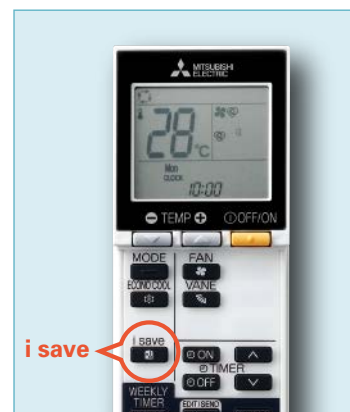 MITSUBISHI
ELECTRIC
28°C
Mon
CLOCK
10:00
TEMP
OFF/ON
MODE
FAN
ECONO COOL
VANE
i save
i save
ON
TIMER
OFF
WEEKLY
TIMER
EDIT/SEND